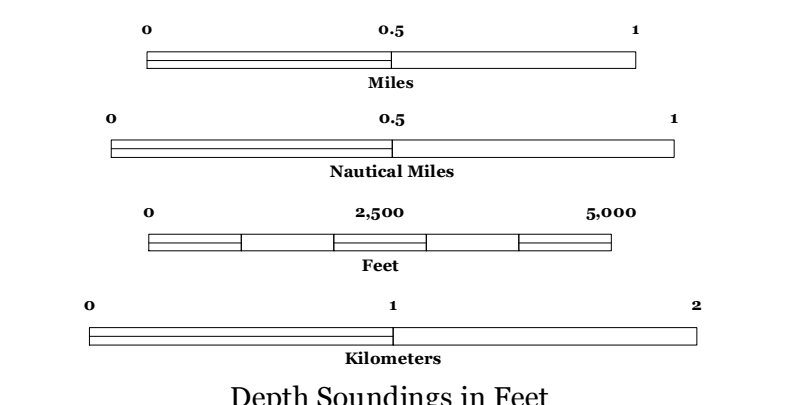 0 0.5 1
Miles
0 0.5 1
Nautical Miles
0 2,500 5,000
Feet
0 1 2
Kilometers
Depth Soundings in Feet